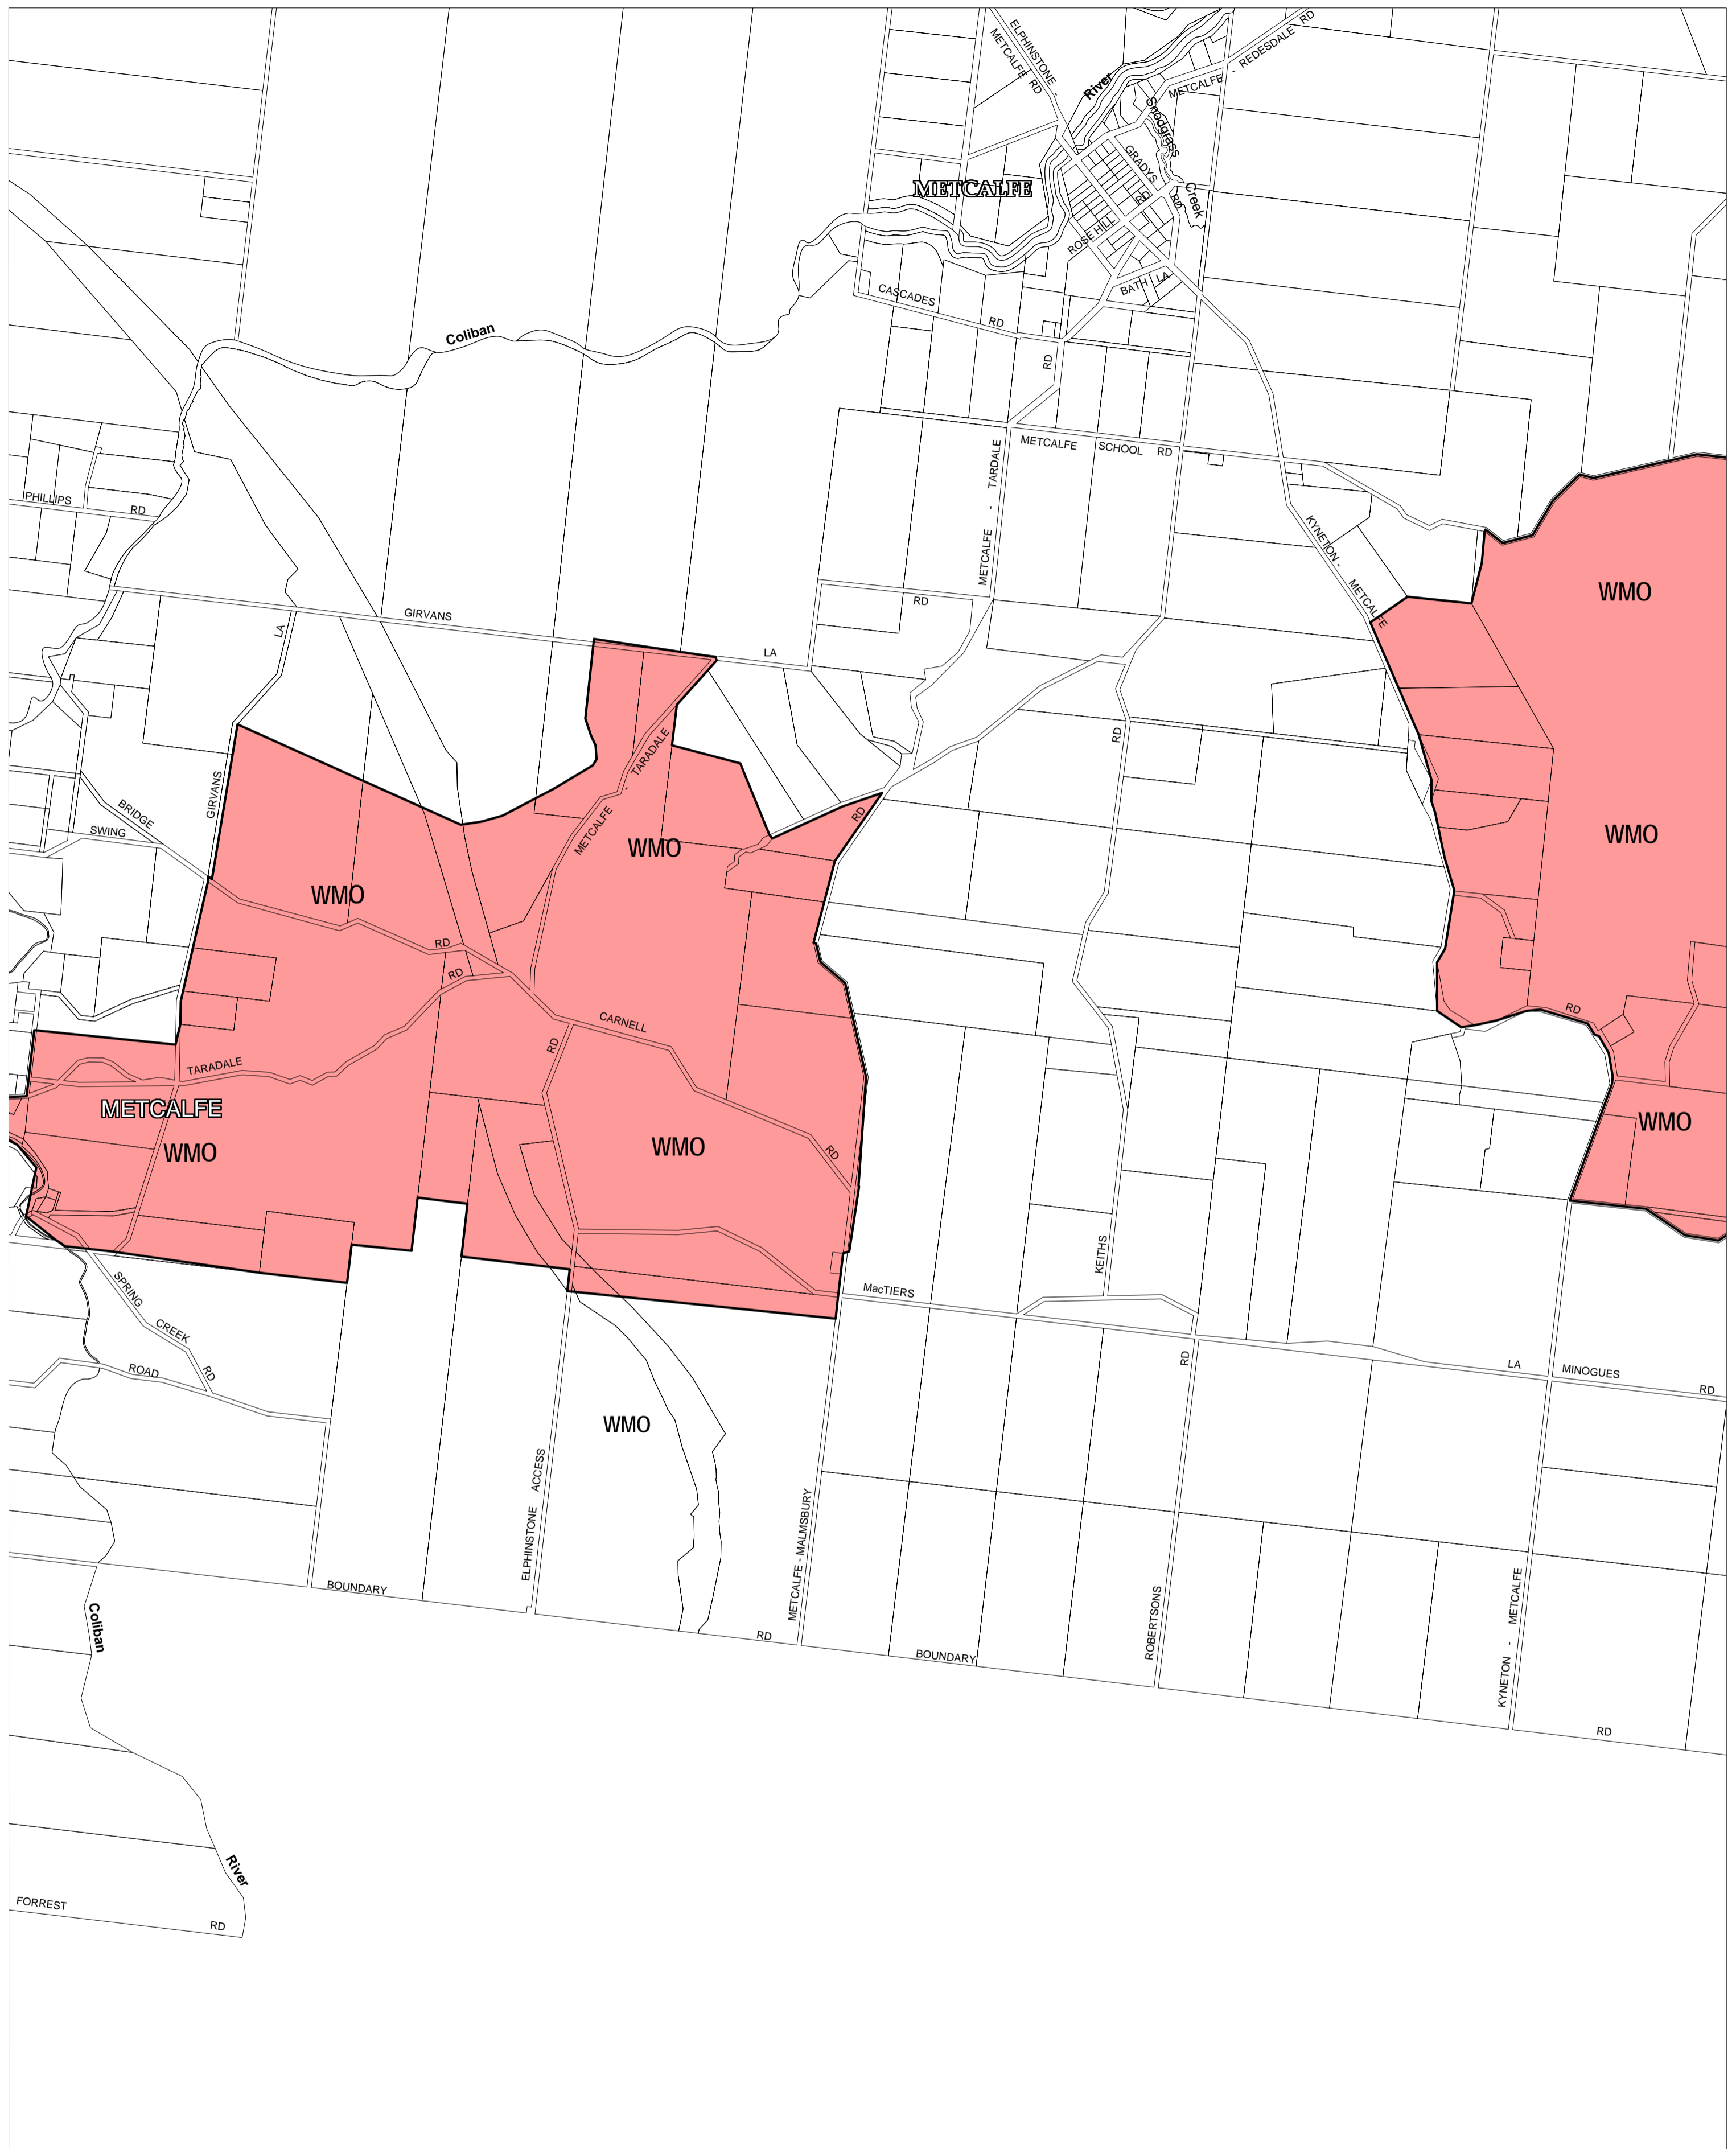 ELPHINSTONE -
METCALFE RD
River
METCALFE - REDESDALE RD
Snodgrass
Creek
GRADYS
RD
METCALFE
ROSE HILL
RD
BATH LA
CASCADES
RD
Coliban
RD
METCALFE SCHOOL RD
METCALFE - TARDALE
PHILLIPS
RD
KYNETON - METCALFE
WMO
GIRVANS
RD
LA
LA
RD
METCALFE - TARADALE
GIRVANS
BRIDGE
SWING
RD
WMO
WMO
WMO
RD
RD
CARNELL
RD
RD
TARADALE
METCALFE
WMO
WMO
RD
WMO
KEITHS
MacTIERS
SPRING
CREEK
RD
ROAD
RD
LA
MINOGUES
RD
WMO
ELPHINSTONE ACCESS
METCALFE - MALMSBURY
BOUNDARY
RD
BOUNDARY
ROBERTSONS
KYNETON - METCALFE
RD
Coliban
River
FORREST
RD